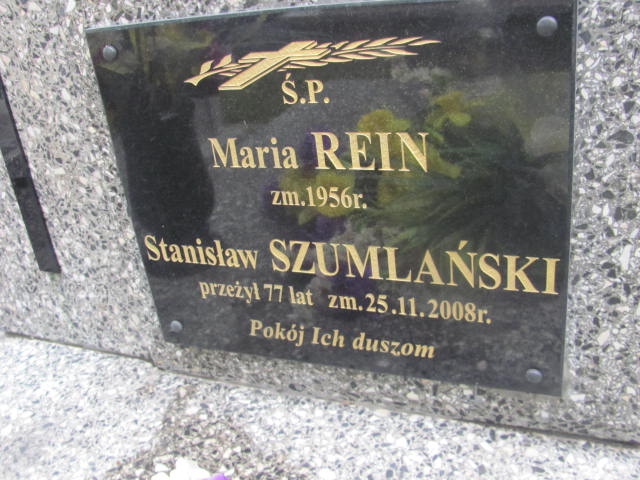 Ś.P.
Maria REIN
zm.1956r.
Stanisław SZUMLAŃSKI
przeżył 77 lat zm.25.11.2008r.
Pokój Ich duszom